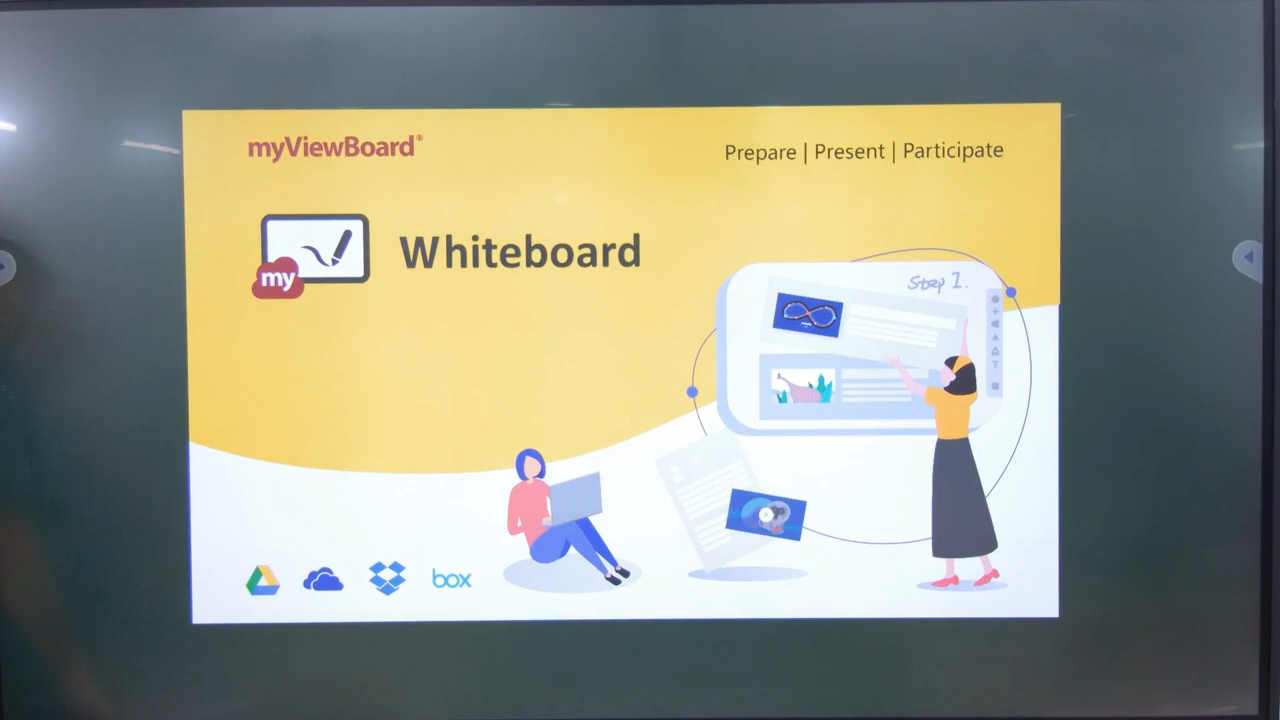 myViewBoard®
Prepare | Present | Participate
my
Whiteboard
Step 1.
T
box